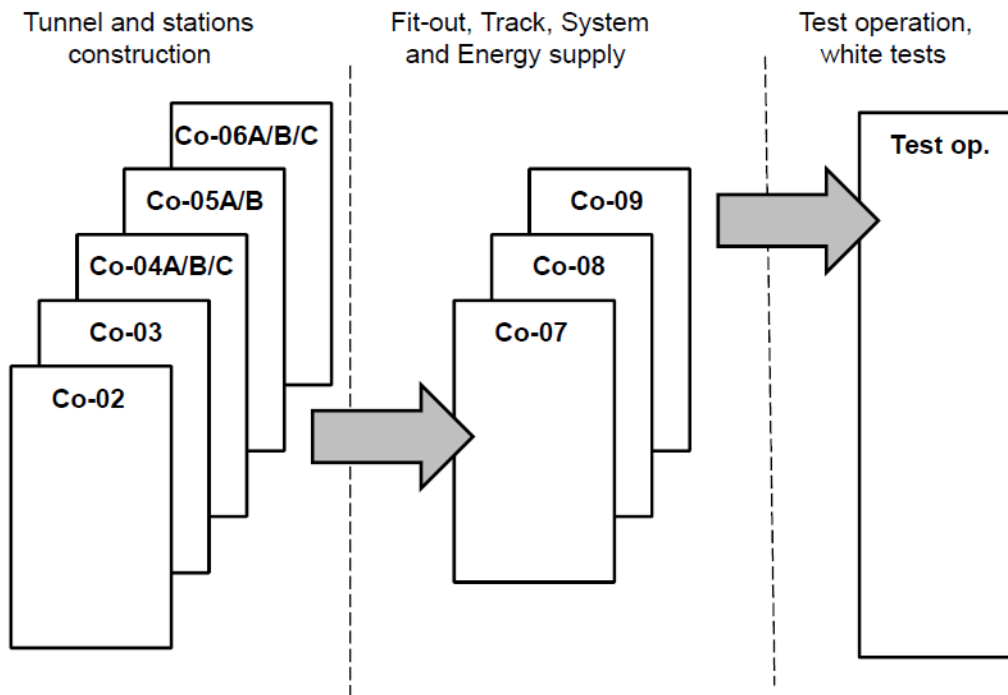 Tunnel and stations
construction
Fit-out, Track, System
and Energy supply
Test operation,
white tests
Co-06A/B/C
Co-05A/B
Co-04A/B/C
Co-03
Co-02
Co-09
Co-08
Co-07
Test op.